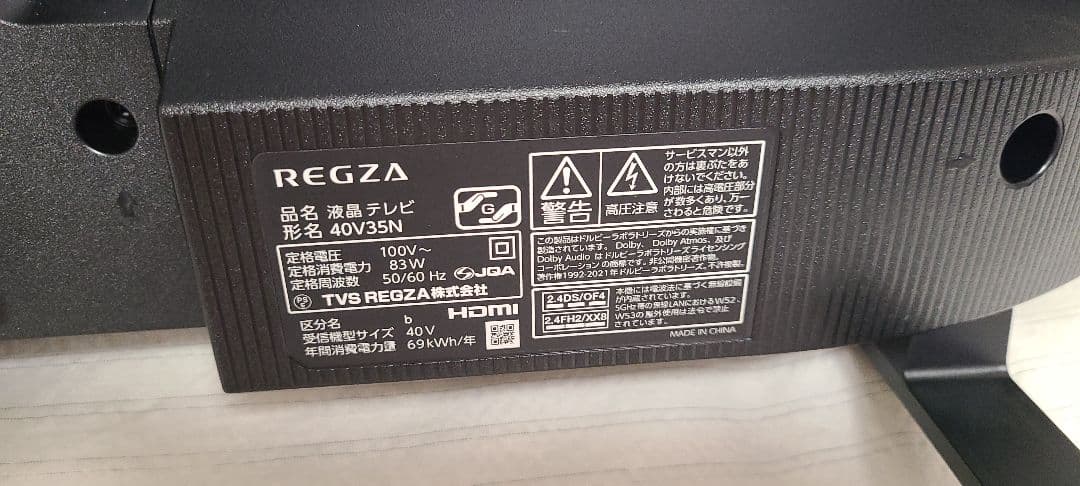 REGZA
品名 液晶テレビ
形名 40V35N
G
定格電圧 100V～
定格消費電力 83W
定格周波数 50/60 Hz
JQA
PS E
TVS REGZA株式会社
HDMI
区分名 b
受信機型サイズ 40V
年間消費電力量 69kWh/年
警告
高圧注意
サービスマン以外
の方は裏ぶたをあ
けないでください。
内部には高電圧部分
が数多くあり、万一
さわると危険です。
この製品はドルビーラボラトリーズからの実施権に基づき
製造されています。Dolby、Dolby Atmos、及び
Dolby Audio はドルビーラボラトリーズライセンシング
コーポレーションの商標です。非公開機密著作物。
著作権1992-2021年ドルビーラボラトリーズ。不許複製。
2.4DS/OF4
2.4FH2/XX8
本機には電波法に基づく無線設備
が内蔵されています。
5GHz帯の無線LANにおけるW52、
W53の屋外使用は法令で禁止
されています。
MADE IN CHINA